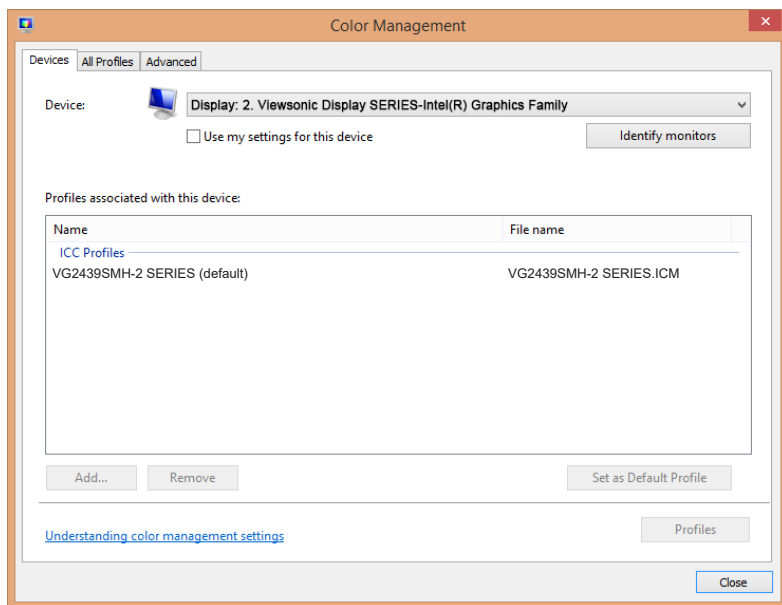 Color Management
Devices All Profiles Advanced
Device: Display: 2. Viewsonic Display SERIES-Intel(R) Graphics Family
Use my settings for this device Identify monitors
Profiles associated with this device:
Name File name
ICC Profiles
VG2439SMH-2 SERIES (default) VG2439SMH-2 SERIES.ICM
Add... Remove Set as Default Profile
Understanding color management settings Profiles
Close